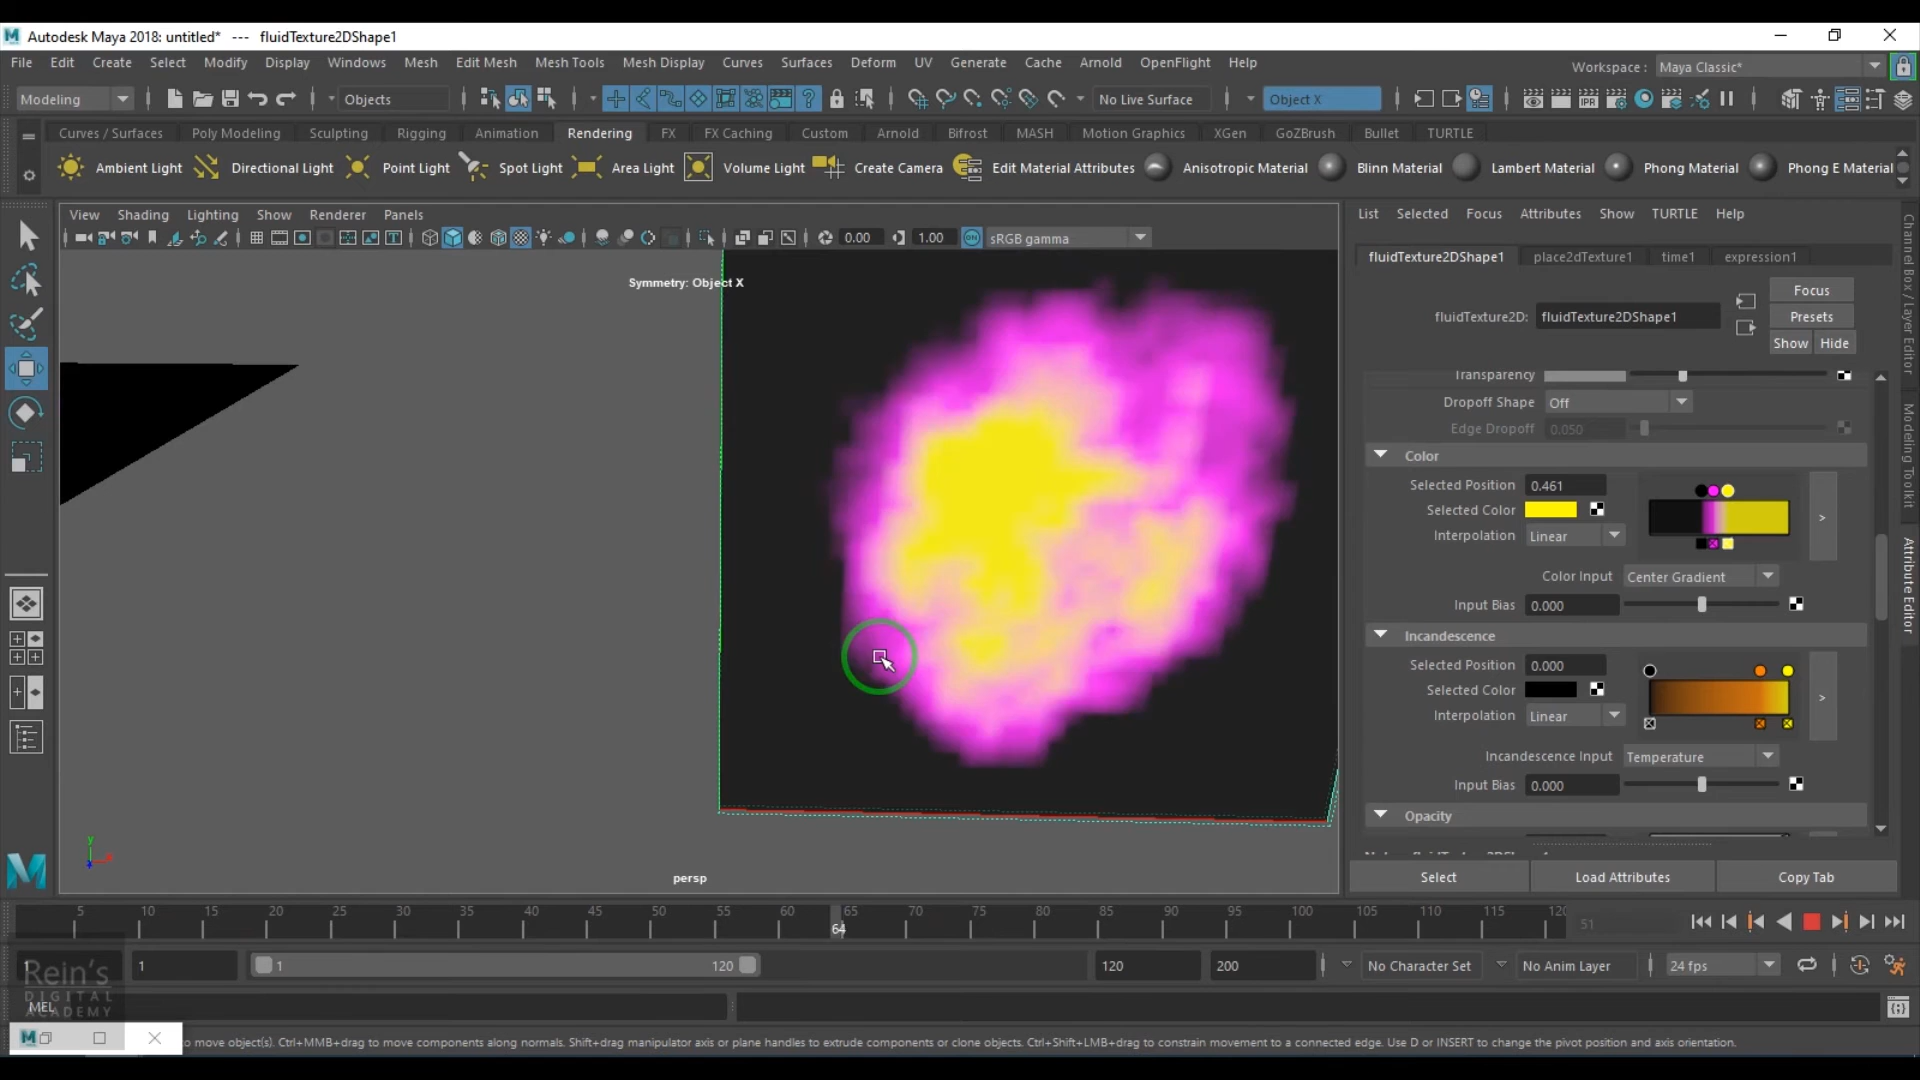 Autodesk Maya 2018: untitled*   ---   fluidTexture2DShape1
File Edit Create Select Modify Display Windows Mesh Edit Mesh Mesh Tools Mesh Display Curves Surfaces Deform UV Generate Cache Arnold OpenFlight Help
Workspace : Maya Classic*
Modeling Objects No Live Surface Object X
Curves / Surfaces Poly Modeling Sculpting Rigging Animation Rendering FX FX Caching Custom Arnold Bifrost MASH Motion Graphics XGen GoZBrush Bullet TURTLE
Ambient Light Directional Light Point Light Spot Light Area Light Volume Light Create Camera Edit Material Attributes Anisotropic Material Blinn Material Lambert Material Phong Material Phong E Material
View Shading Lighting Show Renderer Panels
0.00 1.00 ON sRGB gamma
Symmetry: Object X
persp
y
List Selected Focus Attributes Show TURTLE Help
fluidTexture2DShape1 place2dTexture1 time1 expression1
fluidTexture2D: fluidTexture2DShape1
Focus
Presets
Show Hide
Transparency
Dropoff Shape Off
Edge Dropoff 0.050
Color
Selected Position 0.461
Selected Color
Interpolation Linear
>
Color Input Center Gradient
Input Bias 0.000
Incandescence
Selected Position 0.000
Selected Color
Interpolation Linear
>
Incandescence Input Temperature
Input Bias 0.000
Opacity
Select Load Attributes Copy Tab
Channel Box / Layer Editor
Modeling Toolkit
Attribute Editor
5 10 15 20 25 30 35 40 45 50 55 60 65 70 75 80 85 90 95 100 105 110 115 120
64
51
1 1 1 120 120 200 No Character Set No Anim Layer 24 fps
Rein's
DIGITAL
ACADEMY
MEL
to move object(s). Ctrl+MMB+drag to move components along normals. Shift+drag manipulator axis or plane handles to extrude components or clone objects. Ctrl+Shift+LMB+drag to constrain movement to a connected edge. Use D or INSERT to change the pivot position and axis orientation.